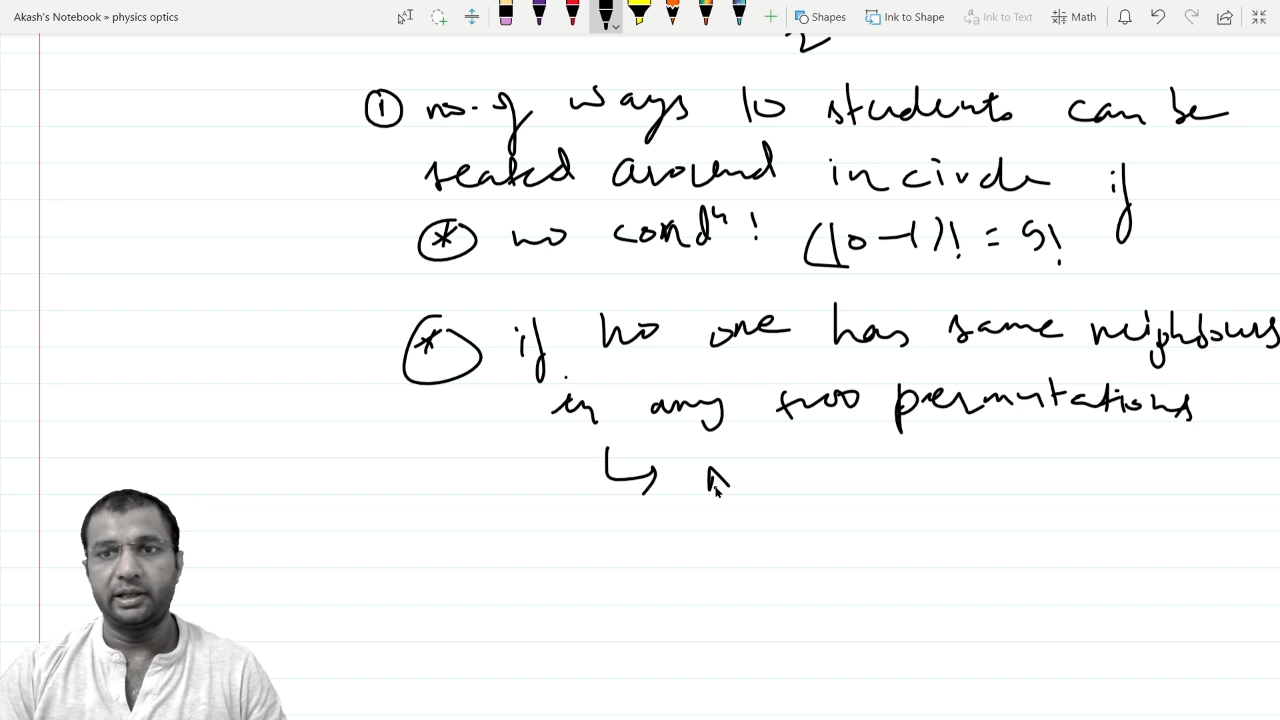 Akash's Notebook » physics optics
Shapes Ink to Shape Ink to Text Math
① no. of ways 10 students can be
seated around in circle if
* no condⁿ! (10-1)! = 9!
* if no one has same neighbours
in any two permutations
↳